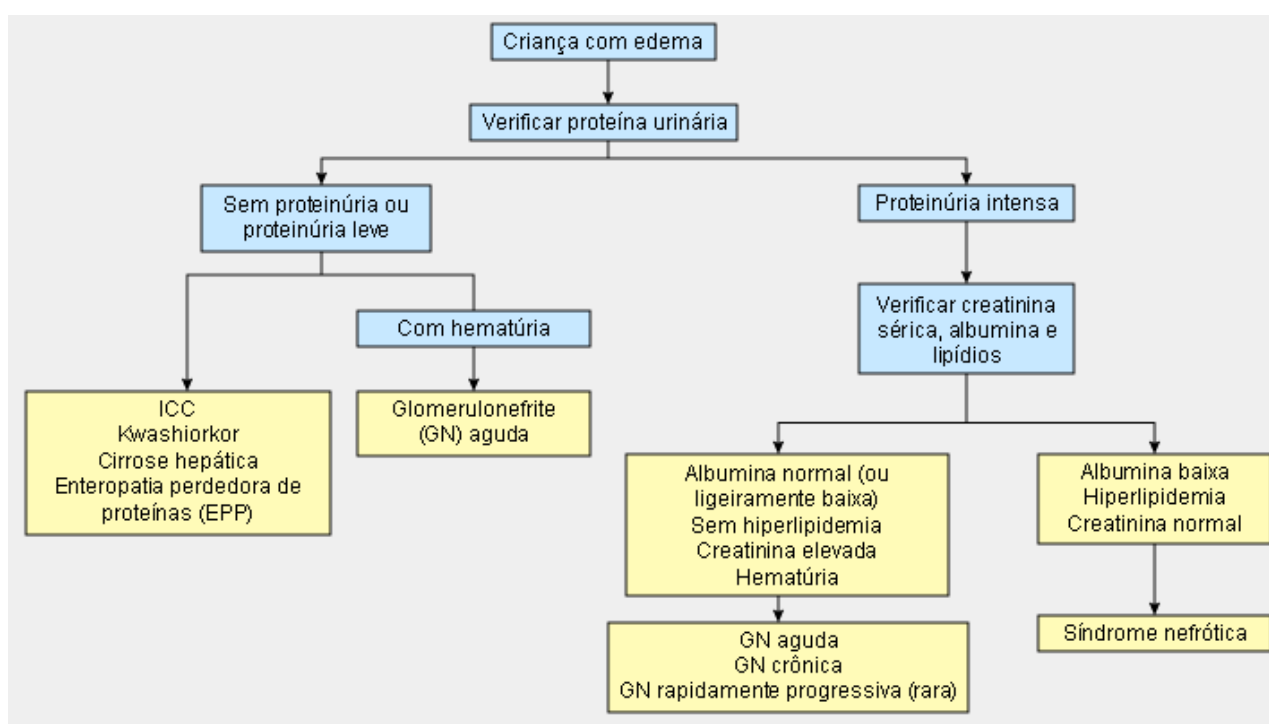 Criança com edema
Verificar proteína urinária
Sem proteinúria ou
proteinúria leve
Proteinúria intensa
Com hematúria
Verificar creatinina
sérica, albumina e
lipídios
ICC
Kwashiorkor
Cirrose hepática
Enteropatia perdedora de
proteínas (EPP)
Glomerulonefrite
(GN) aguda
Albumina normal (ou
ligeiramente baixa)
Sem hiperlipidemia
Creatinina elevada
Hematúria
Albumina baixa
Hiperlipidemia
Creatinina normal
GN aguda
GN crônica
GN rapidamente progressiva (rara)
Síndrome nefrótica